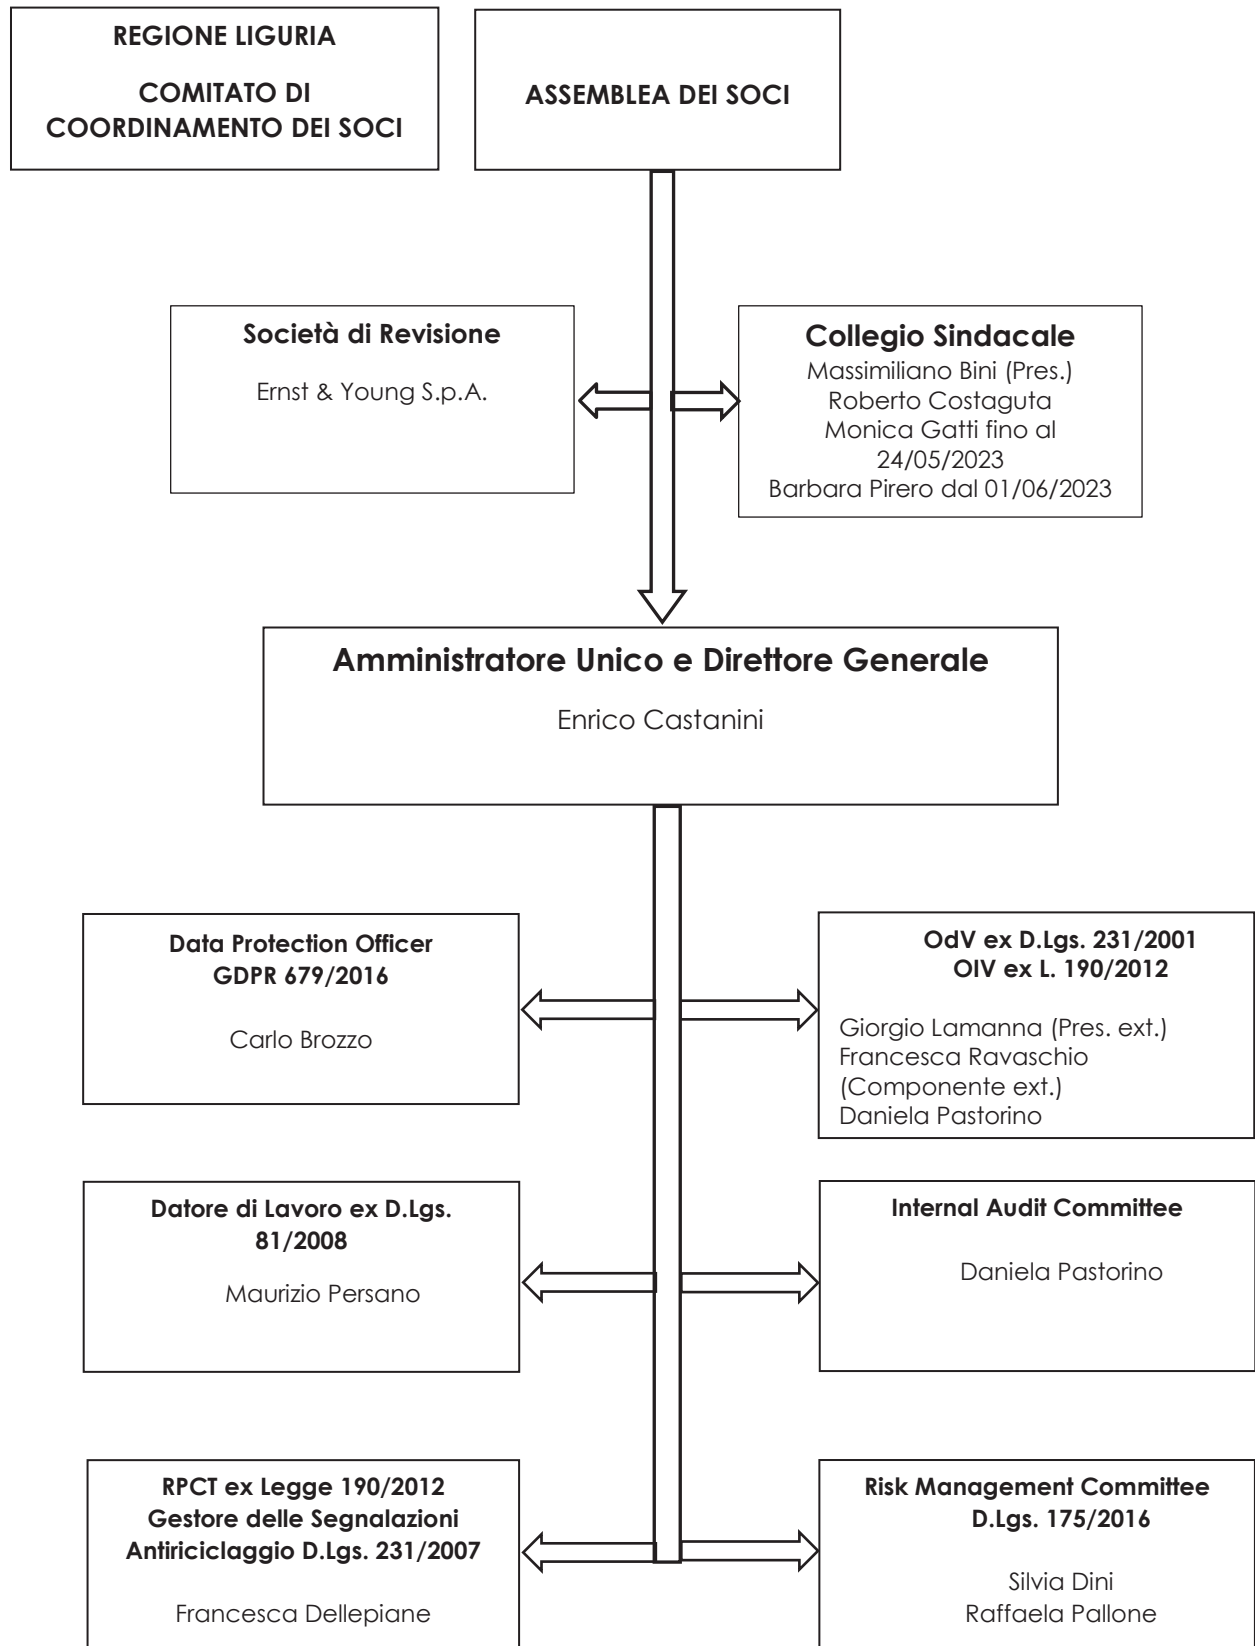 REGIONE LIGURIA
COMITATO DI
COORDINAMENTO DEI SOCI
ASSEMBLEA DEI SOCI
Società di Revisione
Ernst & Young S.p.A.
Collegio Sindacale
Massimiliano Bini (Pres.)
Roberto Costaguta
Monica Gatti fino al
24/05/2023
Barbara Pirero dal 01/06/2023
Amministratore Unico e Direttore Generale
Enrico Castanini
Data Protection Officer
GDPR 679/2016
Carlo Brozzo
OdV ex D.Lgs. 231/2001
OIV ex L. 190/2012
Giorgio Lamanna (Pres. ext.)
Francesca Ravaschio
(Componente ext.)
Daniela Pastorino
Datore di Lavoro ex D.Lgs.
81/2008
Maurizio Persano
Internal Audit Committee
Daniela Pastorino
RPCT ex Legge 190/2012
Gestore delle Segnalazioni
Antiriciclaggio D.Lgs. 231/2007
Francesca Dellepiane
Risk Management Committee
D.Lgs. 175/2016
Silvia Dini
Raffaela Pallone